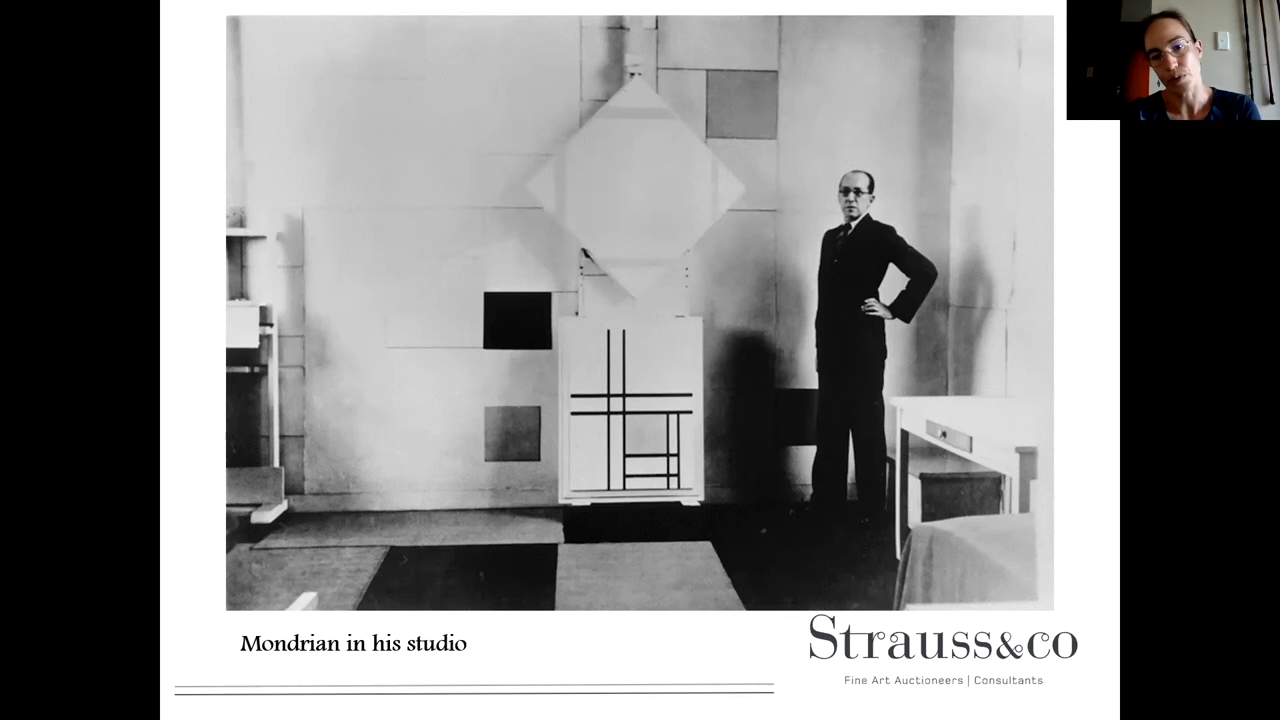 Mondrian in his studio
Strauss&co
Fine Art Auctioneers | Consultants